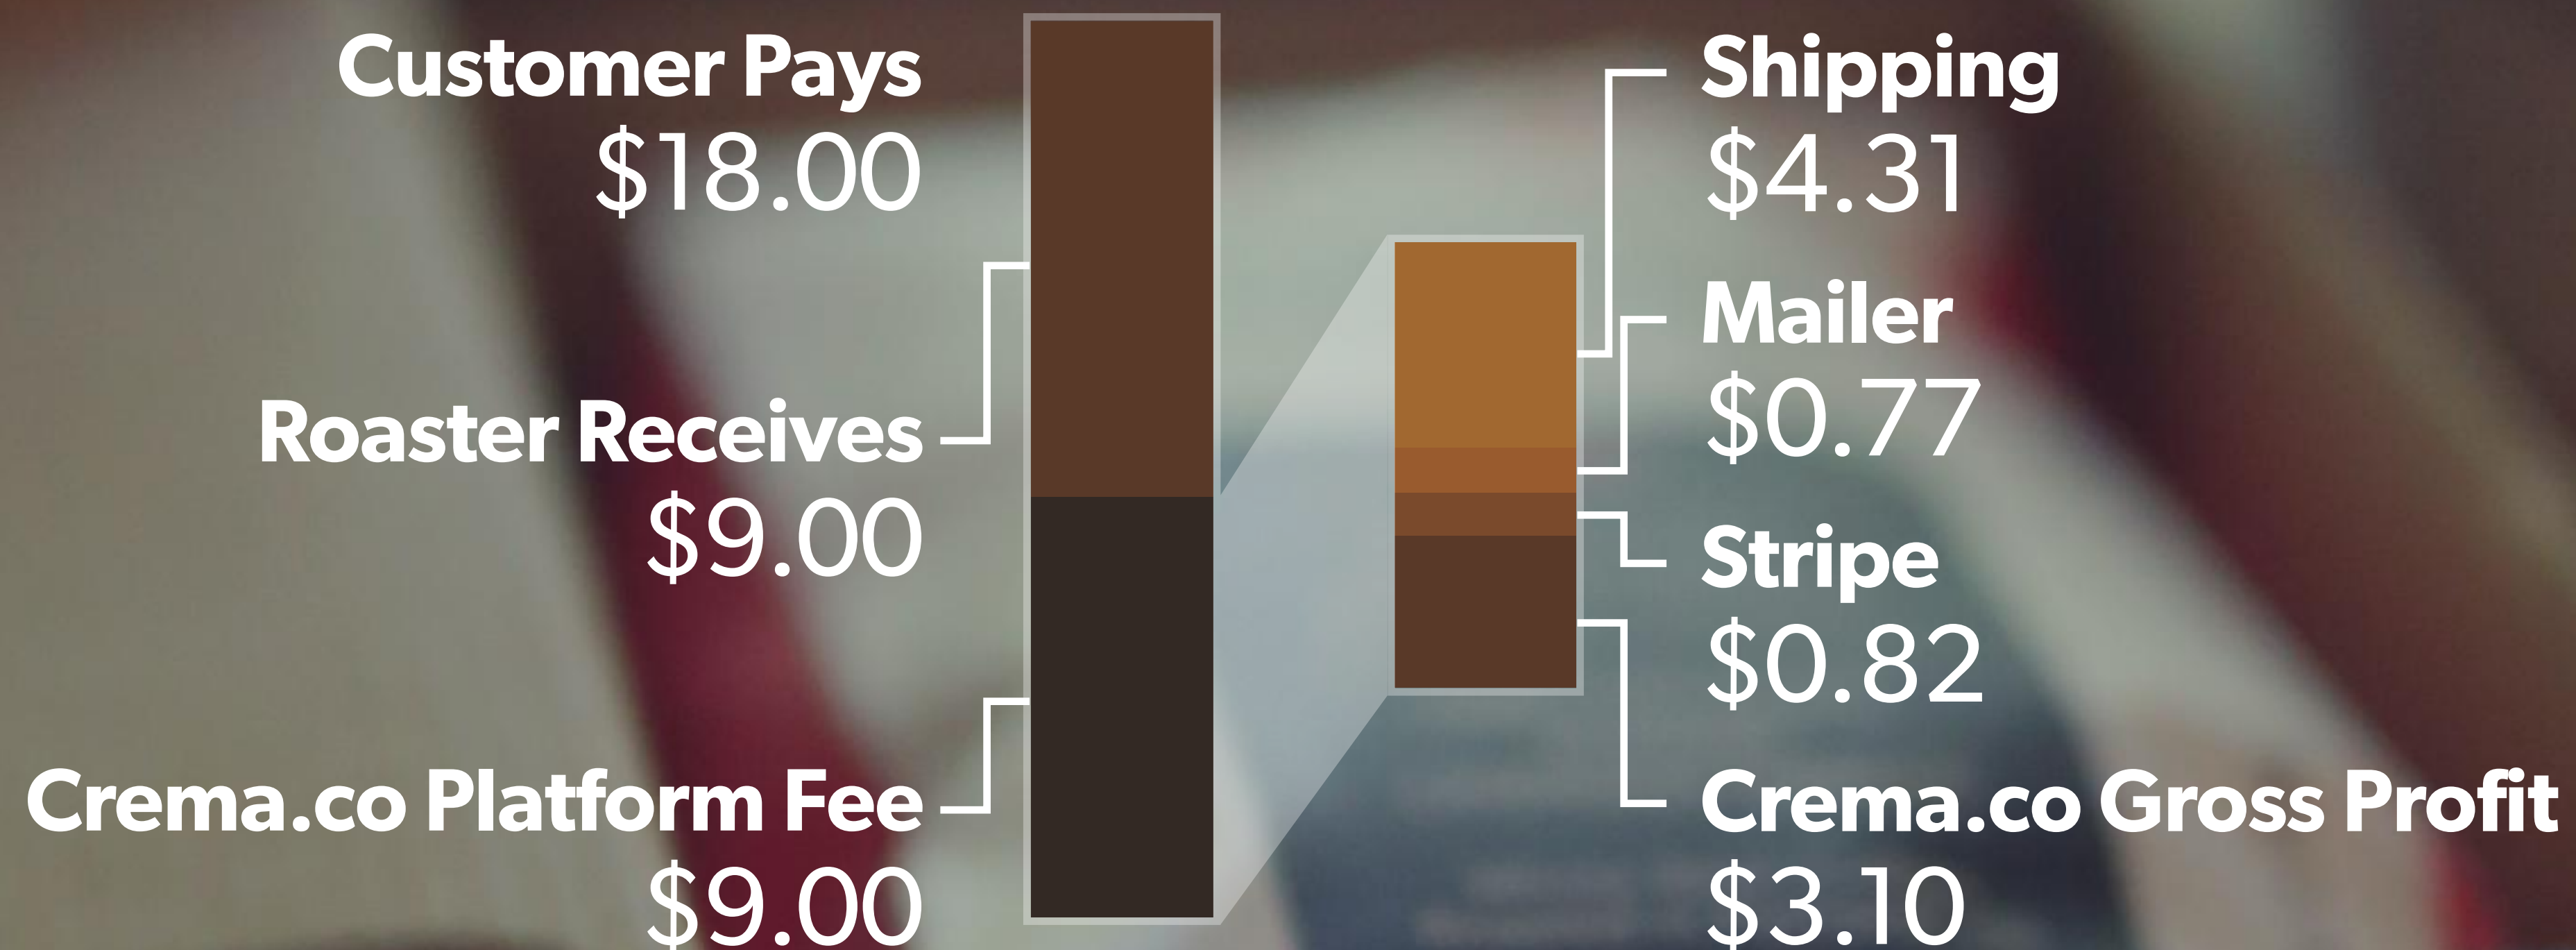 Customer Pays
$18.00
Roaster Receives
$9.00
Crema.co Platform Fee
$9.00
Shipping
$4.31
Mailer
$0.77
Stripe
$0.82
Crema.co Gross Profit
$3.10